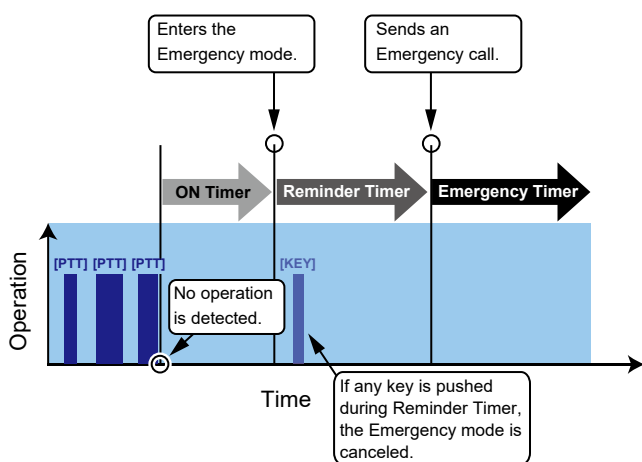 Enters the
Emergency mode.
Sends an
Emergency call.
ON Timer
Reminder Timer
Emergency Timer
[PTT] [PTT] [PTT]
[KEY]
No operation
is detected.
Operation
Time
If any key is pushed
during Reminder Timer,
the Emergency mode is
canceled.